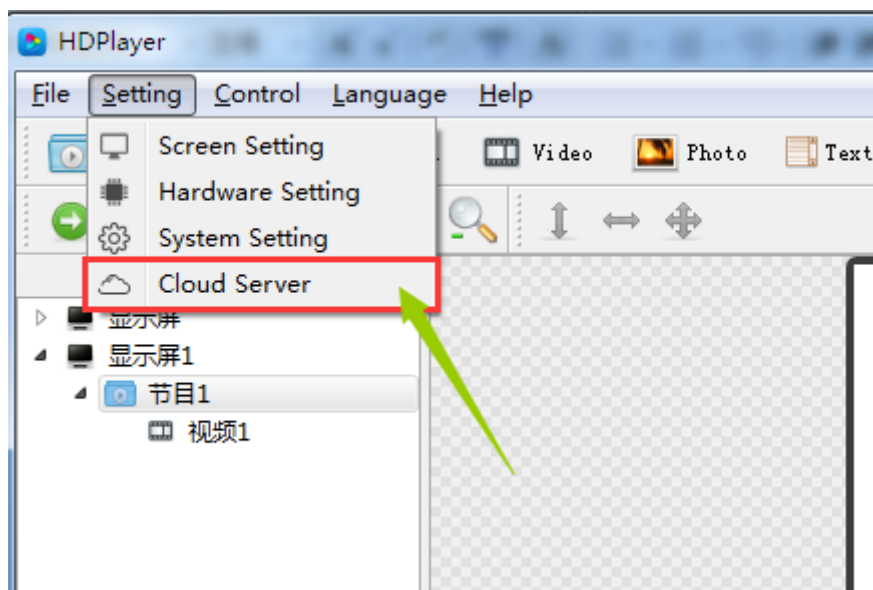 HDPlayer
File Setting Control Language Help
Screen Setting
Video Photo Text
Hardware Setting
System Setting
Cloud Server
显示屏
显示屏1
节目1
视频1